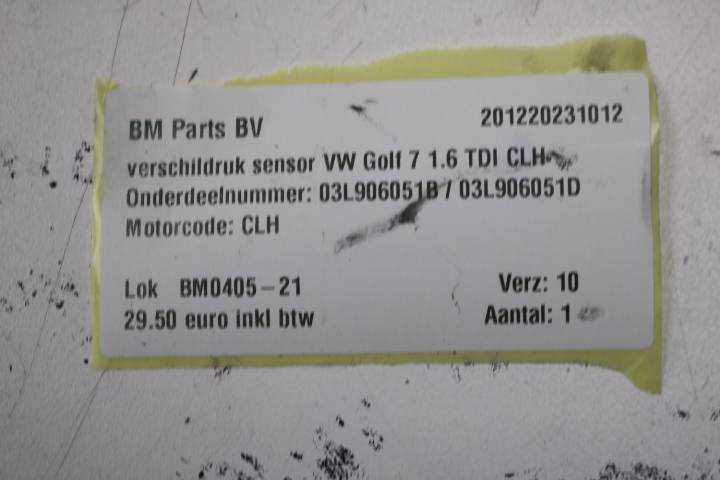 BM Parts BV 201220231012
verschildruk sensor VW Golf 7 1.6 TDI CLH
Onderdeelnummer: 03L906051B / 03L906051D
Motorcode: CLH
Lok BM0405-21 Verz: 10
29.50 euro inkl btw Aantal: 1